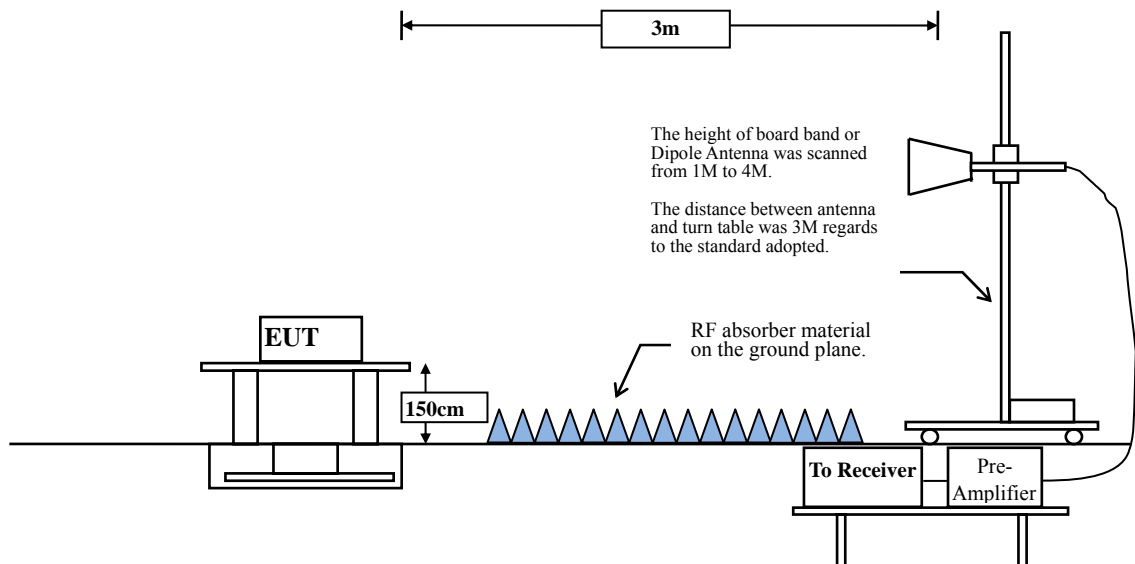 3m
The height of board band or
Dipole Antenna was scanned
from 1M to 4M.
The distance between antenna
and turn table was 3M regards
to the standard adopted.
EUT
RF absorber material
on the ground plane.
150cm
To Receiver
Pre-
Amplifier